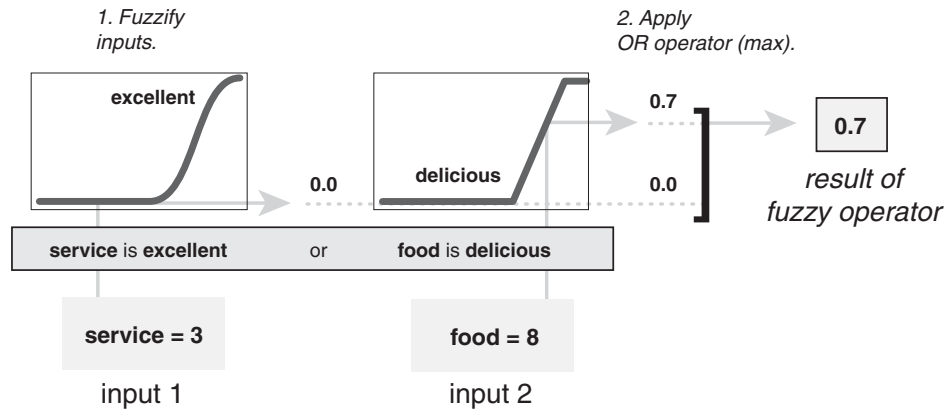 1. Fuzzify
inputs.
2. Apply
OR operator (max).
excellent
delicious
0.0
0.7
0.0
0.7
result of
fuzzy operator
service is excellent or food is delicious
service = 3
food = 8
input 1
input 2